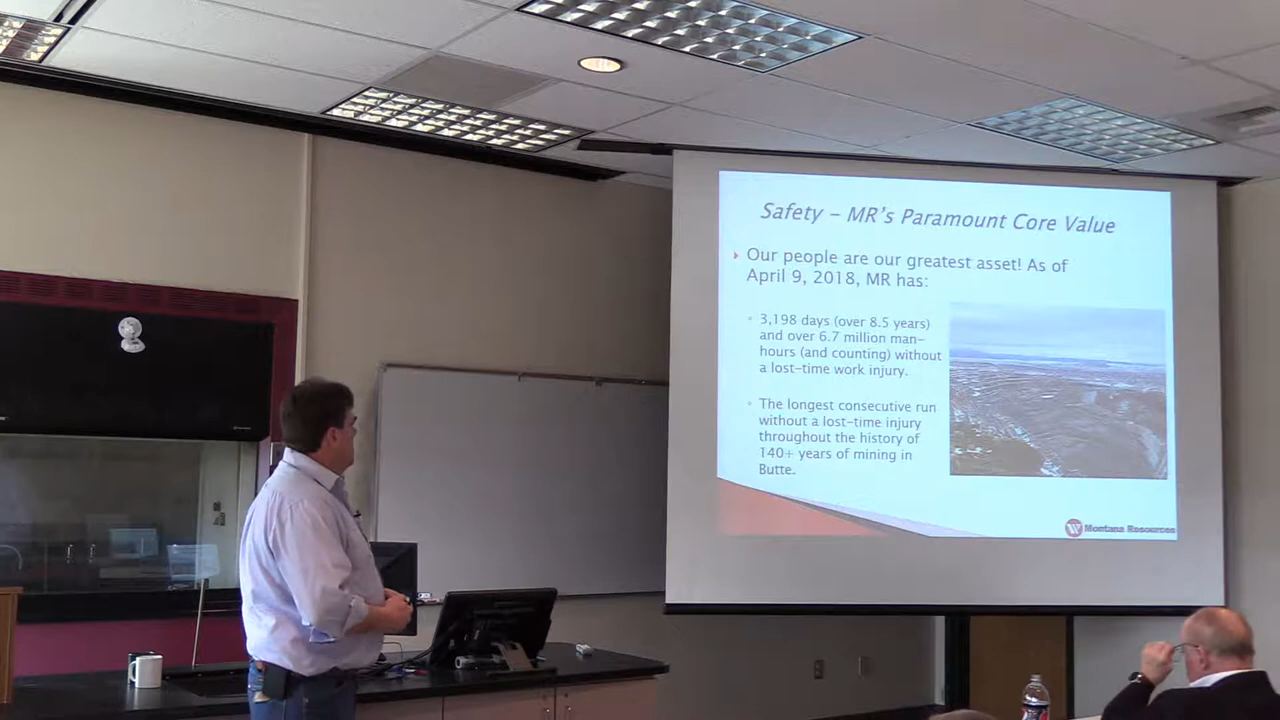 Safety – MR's Paramount Core Value
Our people are our greatest asset! As of
April 9, 2018, MR has:
3,198 days (over 8.5 years)
and over 6.7 million man-
hours (and counting) without
a lost-time work injury.
The longest consecutive run
without a lost-time injury
throughout the history of
140+ years of mining in
Butte.
Montana Resources